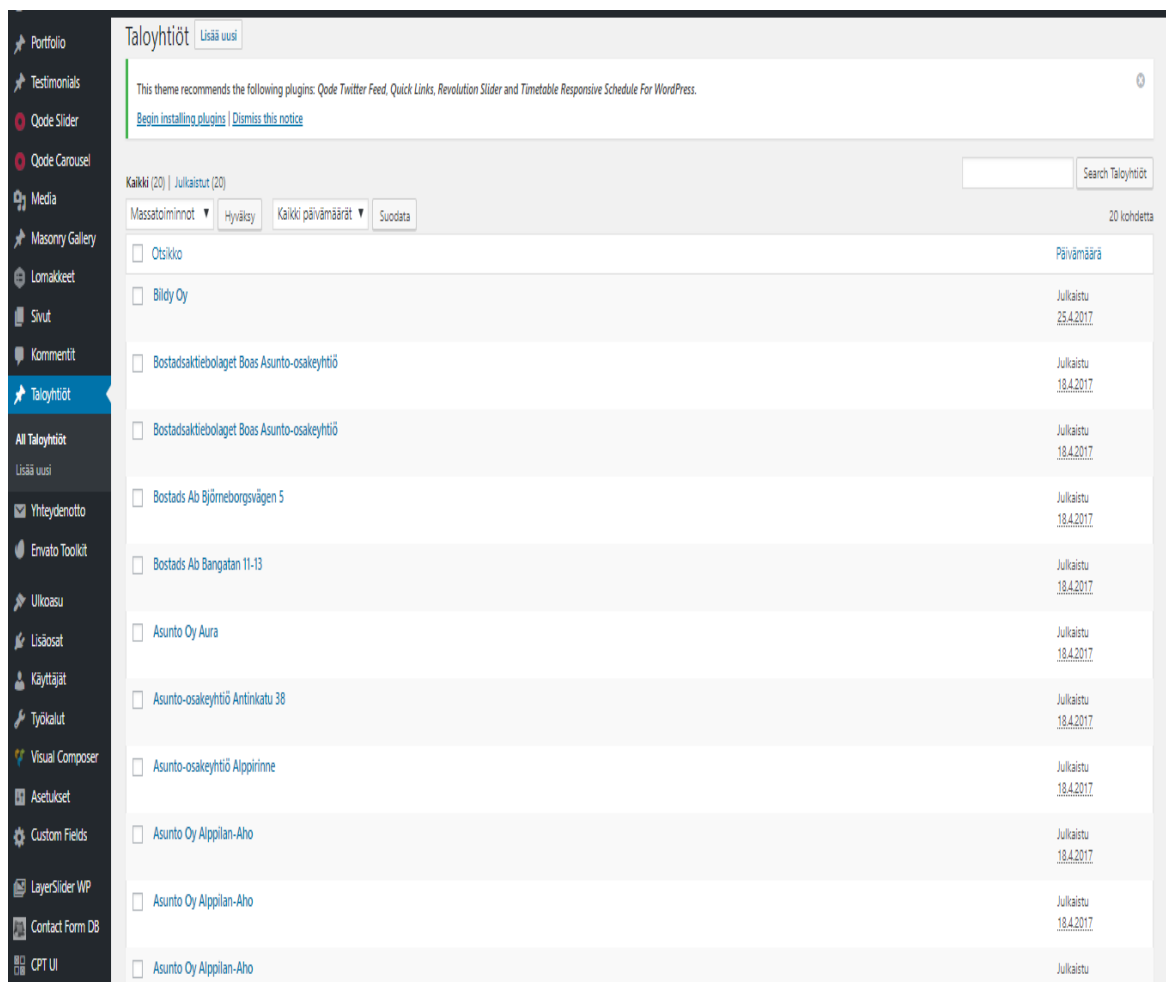 Portfolio
Testimonials
Qode Slider
Qode Carousel
Media
Masonry Gallery
Lomakkeet
Sivut
Kommentit
Taloyhtiöt
All Taloyhtiöt
Lisää uusi
Yhteydenotto
Envato Toolkit
Ulkoasu
Lisäosat
Käyttäjät
Työkalut
Visual Composer
Asetukset
Custom Fields
LayerSlider WP
Contact Form DB
CPT UI
Taloyhtiöt Lisää uusi
This theme recommends the following plugins: Qode Twitter Feed, Quick Links, Revolution Slider and Timetable Responsive Schedule For WordPress.
Begin installing plugins | Dismiss this notice
Search Taloyhtiöt
Kaikki (20) | Julkaistut (20)
Massatoiminnot Hyväksy Kaikki päivämäärät Suodata 20 kohdetta
Otsikko Päivämäärä
Bildy Oy Julkaistu
25.4.2017
Bostadsaktiebolaget Boas Asunto-osakeyhtiö Julkaistu
18.4.2017
Bostadsaktiebolaget Boas Asunto-osakeyhtiö Julkaistu
18.4.2017
Bostads Ab Björneborgsvägen 5 Julkaistu
18.4.2017
Bostads Ab Bangatan 11-13 Julkaistu
18.4.2017
Asunto Oy Aura Julkaistu
18.4.2017
Asunto-osakeyhtiö Antinkatu 38 Julkaistu
18.4.2017
Asunto-osakeyhtiö Alppirinne Julkaistu
18.4.2017
Asunto Oy Alppilan-Aho Julkaistu
18.4.2017
Asunto Oy Alppilan-Aho Julkaistu
18.4.2017
Asunto Oy Alppilan-Aho Julkaistu